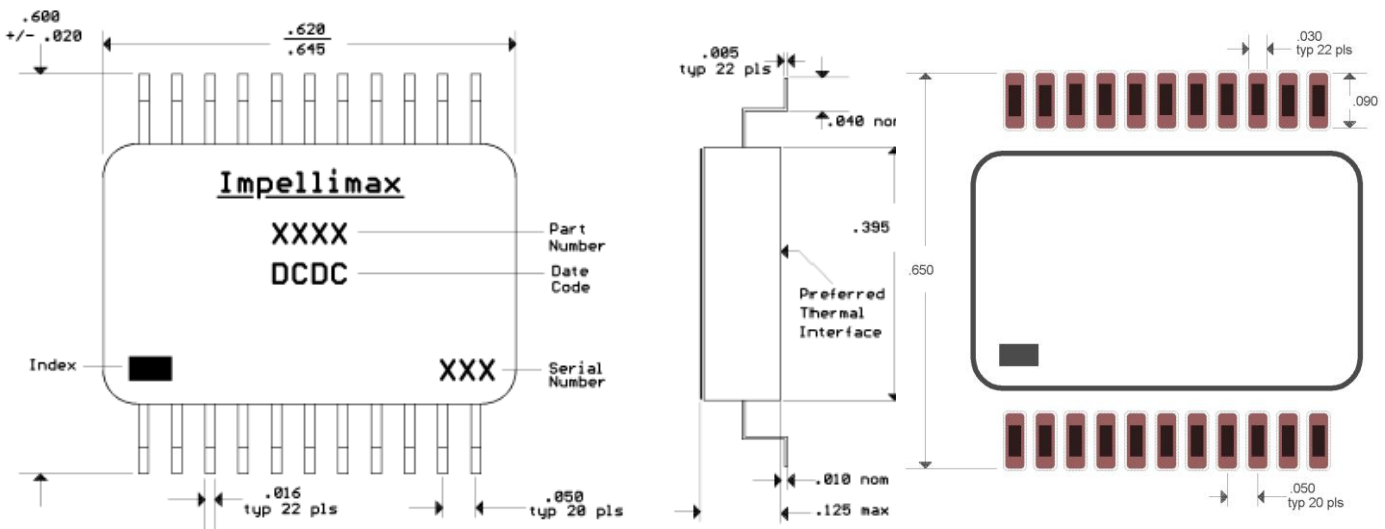 .600
+/- .020
.620
.645
Impellimax
XXXX
DCDC
Part
Number
Date
Code
Index
XXX
Serial
Number
.016
typ 22 pls
.050
typ 20 pls
.005
typ 22 pls
.040 nor
.395
Preferred
Thermal
Interface
.010 nom
.125 max
.030
typ 22 pls
.090
.650
.050
typ 20 pls